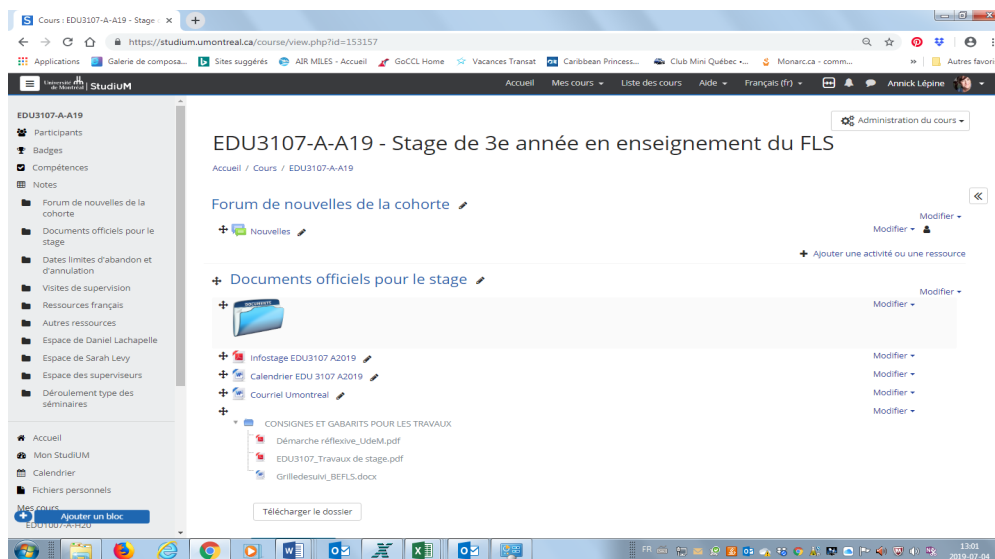 Cours : EDU3107-A-A19 - Stage
https://studium.umontreal.ca/course/view.php?id=153157
Applications Galerie de composa... Sites suggérés AIR MILES - Accueil GoCCL Home Vacances Transat Caribbean Princess... Club Mini Québec •... Monarc.ca - comm... » Autres favoris
Université de Montréal StudiUM Accueil Mes cours Liste des cours Aide Français (fr) Annick Lépine
EDU3107-A-A19
Participants
Badges
Compétences
Notes
Forum de nouvelles de la
cohorte
Documents officiels pour le
stage
Dates limites d'abandon et
d'annulation
Visites de supervision
Ressources français
Autres ressources
Espace de Daniel Lachapelle
Espace de Sarah Levy
Espace des superviseurs
Déroulement type des
séminaires
Accueil
Mon StudiUM
Calendrier
Fichiers personnels
Mes cours
Ajouter un bloc
EDU1007-A-H20
Administration du cours
EDU3107-A-A19 - Stage de 3e année en enseignement du FLS
Accueil / Cours / EDU3107-A-A19
Forum de nouvelles de la cohorte
Modifier
Nouvelles Modifier
Ajouter une activité ou une ressource
Documents officiels pour le stage
Modifier
DOCUMENTS Modifier
Infostage EDU3107 A2019 Modifier
Calendrier EDU 3107 A2019 Modifier
Courriel Umontreal Modifier
Modifier
CONSIGNES ET GABARITS POUR LES TRAVAUX
Démarche réflexive_UdeM.pdf
EDU3107_Travaux de stage.pdf
Grilledesuivi_BEFLS.docx
Télécharger le dossier
FR 13:01
2019-07-04